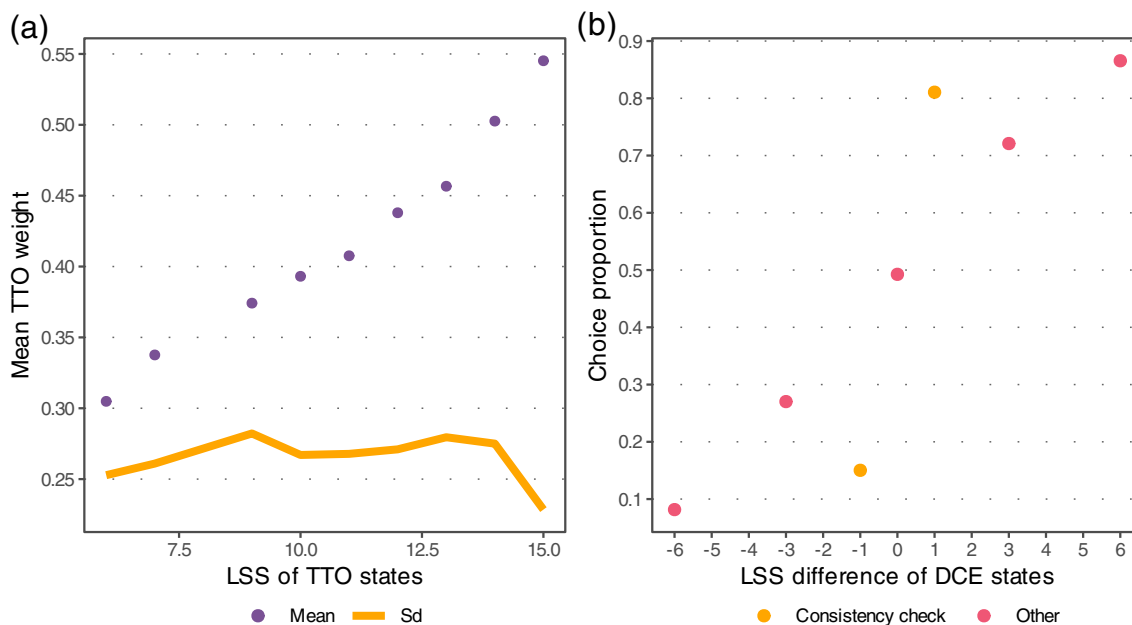 (a)
Mean TTO weight
0.55
0.50
0.45
0.40
0.35
0.30
0.25
7.5 10.0 12.5 15.0
LSS of TTO states
Mean Sd
(b)
Choice proportion
0.9
0.8
0.7
0.6
0.5
0.4
0.3
0.2
0.1
-6 -5 -5 -3 -2 -1 0 1 2 3 4 5 6
LSS difference of DCE states
Consistency check Other